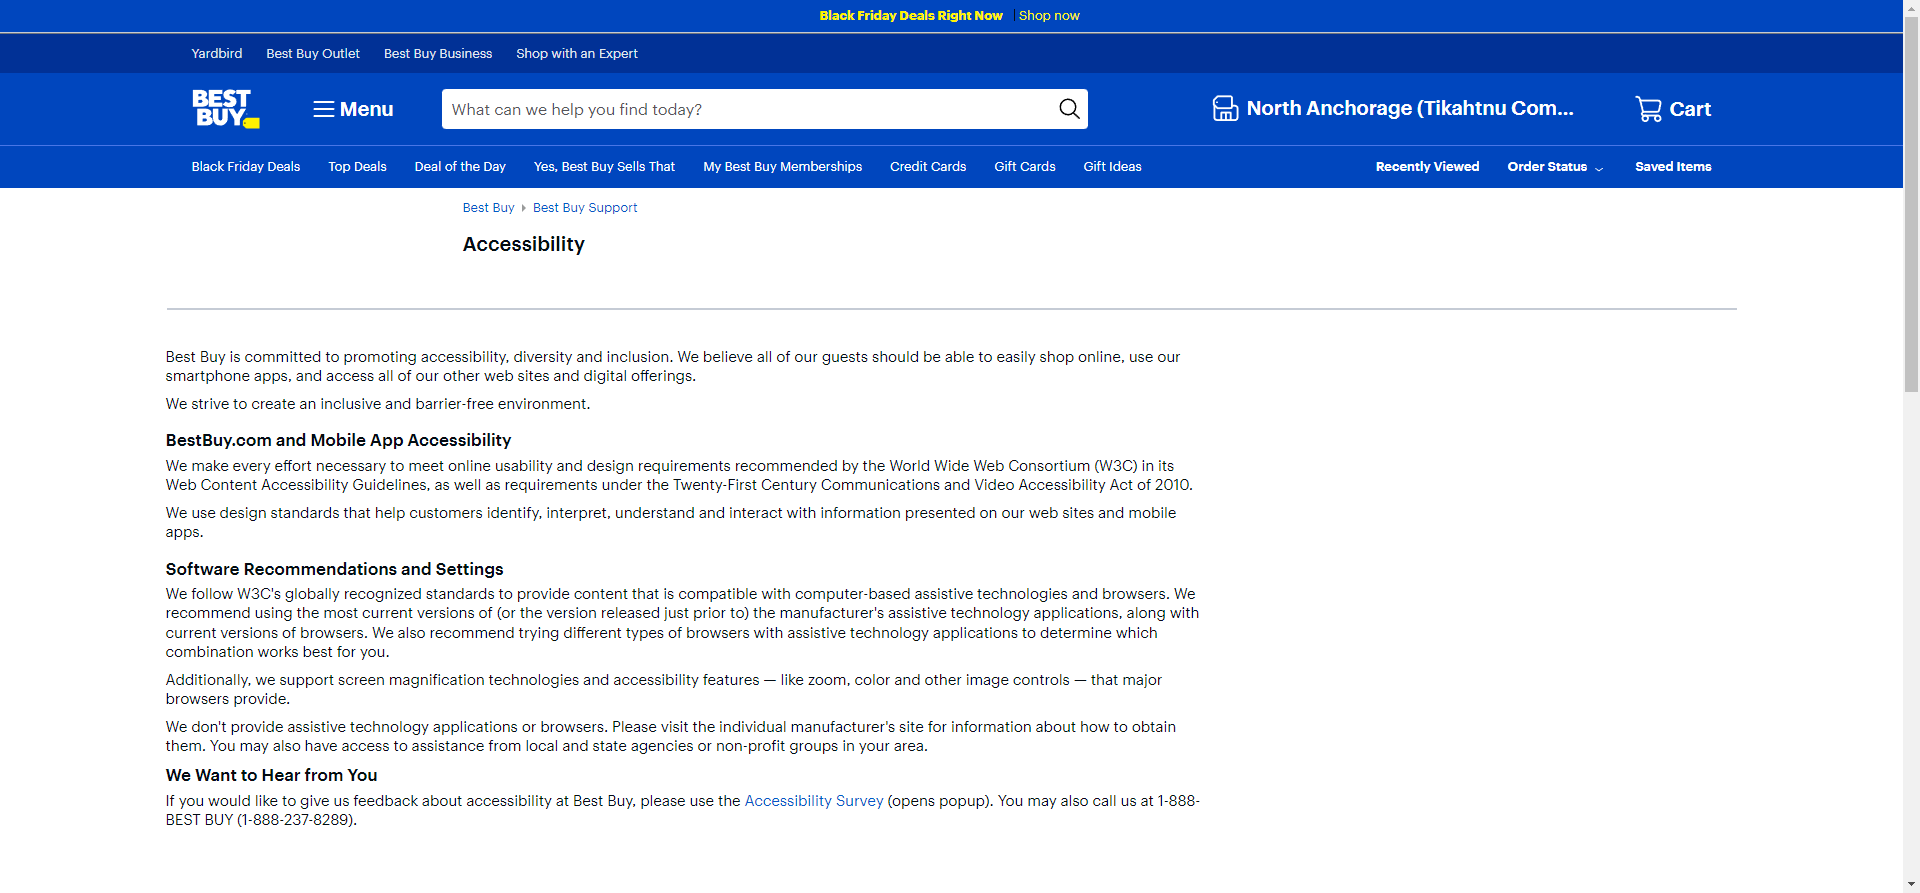 Black Friday Deals Right Now | Shop now
Yardbird Best Buy Outlet Best Buy Business Shop with an Expert
BEST BUY
Menu
What can we help you find today?
North Anchorage (Tikahtnu Com...
Cart
Black Friday Deals Top Deals Deal of the Day Yes, Best Buy Sells That My Best Buy Memberships Credit Cards Gift Cards Gift Ideas Recently Viewed Order Status Saved Items
Best Buy Best Buy Support
Accessibility
Best Buy is committed to promoting accessibility, diversity and inclusion. We believe all of our guests should be able to easily shop online, use our
smartphone apps, and access all of our other web sites and digital offerings.
We strive to create an inclusive and barrier-free environment.
BestBuy.com and Mobile App Accessibility
We make every effort necessary to meet online usability and design requirements recommended by the World Wide Web Consortium (W3C) in its
Web Content Accessibility Guidelines, as well as requirements under the Twenty-First Century Communications and Video Accessibility Act of 2010.
We use design standards that help customers identify, interpret, understand and interact with information presented on our web sites and mobile
apps.
Software Recommendations and Settings
We follow W3C's globally recognized standards to provide content that is compatible with computer-based assistive technologies and browsers. We
recommend using the most current versions of (or the version released just prior to) the manufacturer's assistive technology applications, along with
current versions of browsers. We also recommend trying different types of browsers with assistive technology applications to determine which
combination works best for you.
Additionally, we support screen magnification technologies and accessibility features — like zoom, color and other image controls — that major
browsers provide.
We don't provide assistive technology applications or browsers. Please visit the individual manufacturer's site for information about how to obtain
them. You may also have access to assistance from local and state agencies or non-profit groups in your area.
We Want to Hear from You
If you would like to give us feedback about accessibility at Best Buy, please use the Accessibility Survey (opens popup). You may also call us at 1-888-
BEST BUY (1-888-237-8289).